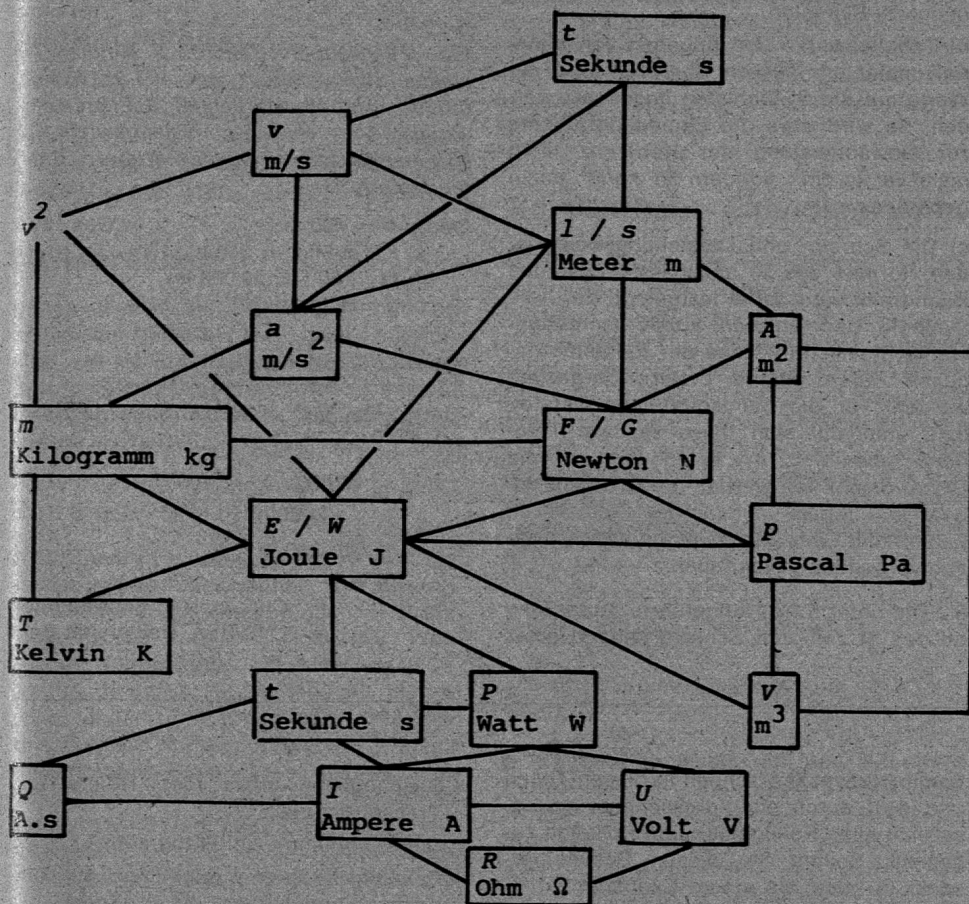 t
Sekunde s
v
m/s
v²
l / s
Meter m
a
m/s²
A
m²
m
Kilogramm kg
F / G
Newton N
E / W
Joule J
p
Pascal Pa
T
Kelvin K
t
Sekunde s
P
Watt W
V
m³
Q
A.s
I
Ampere A
U
Volt V
R
Ohm Ω